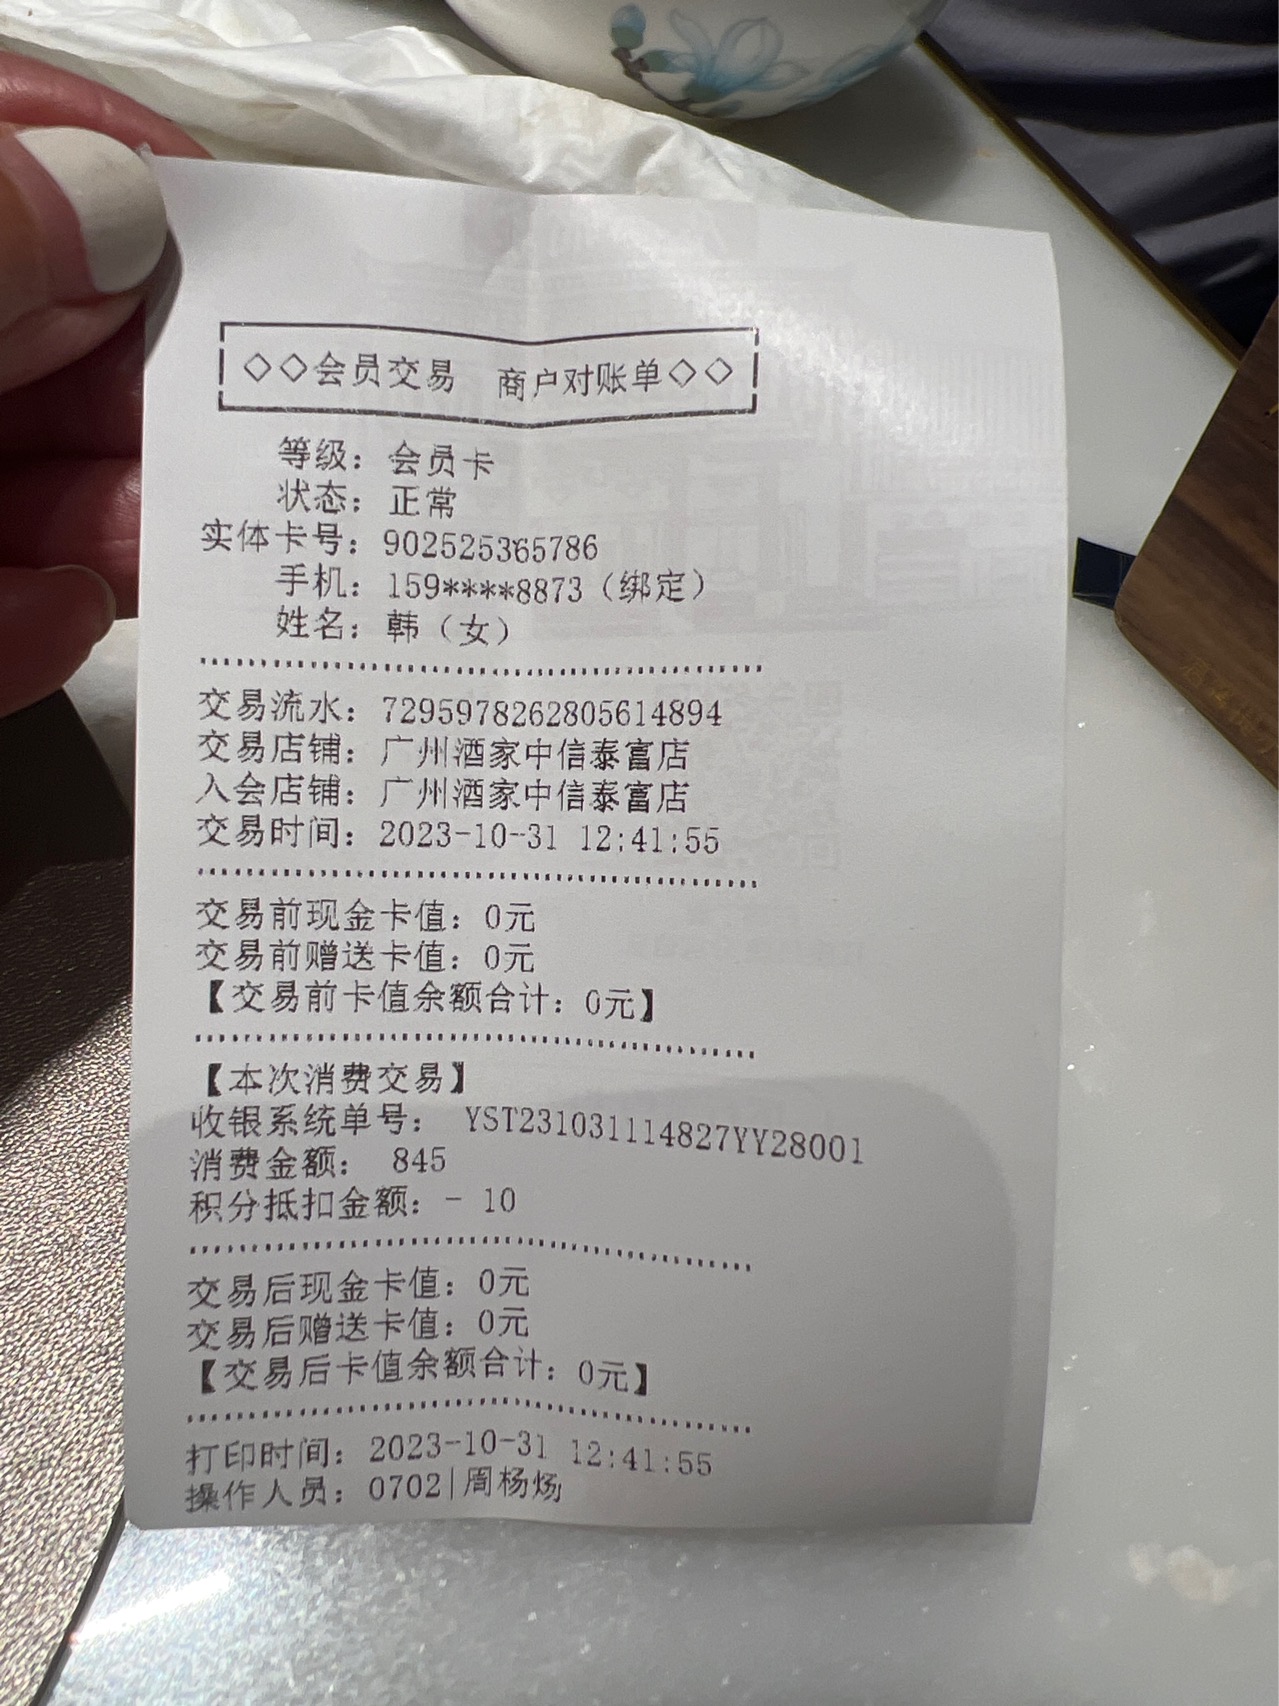 ◇◇会员交易 商户对账单◇◇
等级：会员卡
状态：正常
实体卡号：902525365786
手机：159****8873（绑定）
姓名：韩（女）
交易流水：7295978262805614894
交易店铺：广州酒家中信泰富店
入会店铺：广州酒家中信泰富店
交易时间：2023-10-31 12:41:55
交易前现金卡值：0元
交易前赠送卡值：0元
【交易前卡值余额合计：0元】
【本次消费交易】
收银系统单号： YST231031114827YY28001
消费金额： 845
积分抵扣金额：- 10
交易后现金卡值：0元
交易后赠送卡值：0元
【交易后卡值余额合计：0元】
打印时间：2023-10-31 12:41:55
操作人员：0702|周杨炀